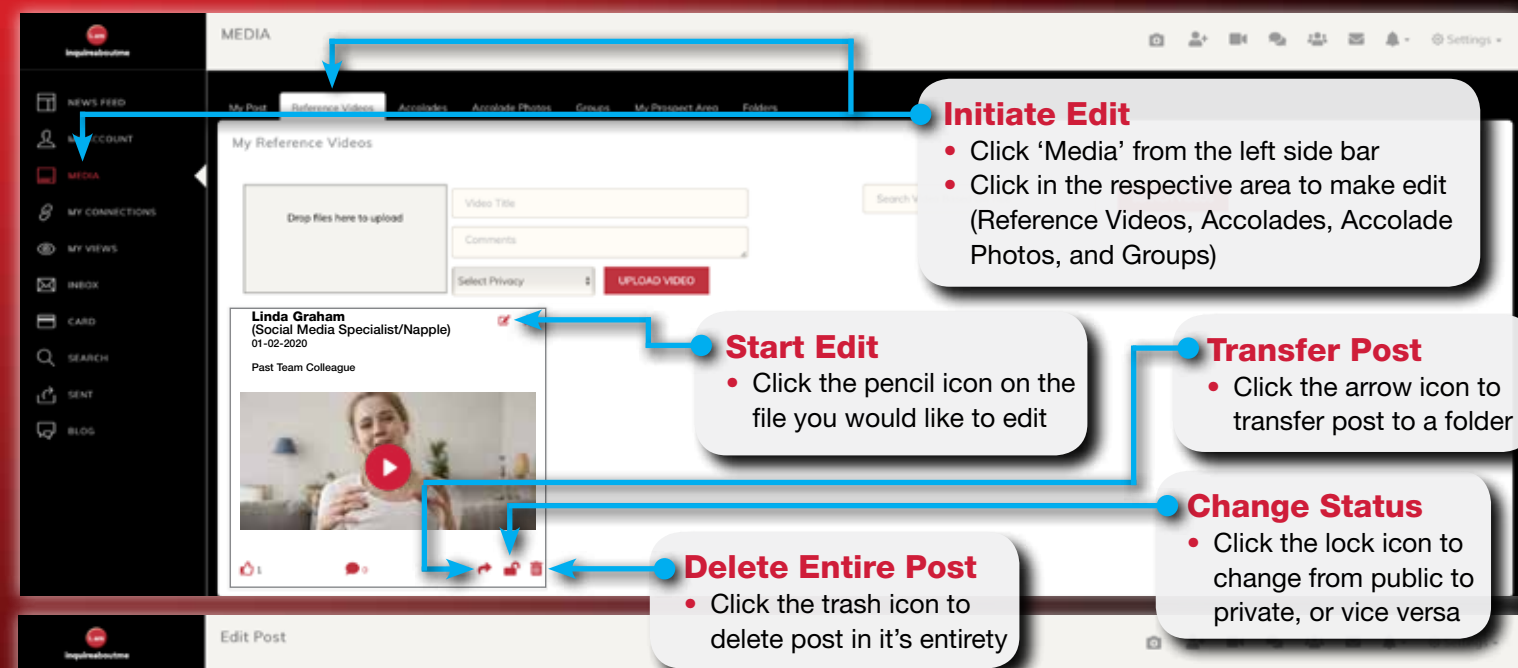 I am
inquireaboutme
MEDIA
Settings
NEWS FEED
MY ACCOUNT
MEDIA
MY CONNECTIONS
MY VIEWS
INBOX
CARD
SEARCH
SENT
BLOG
My Post Reference Videos Accolades Accolade Photos Groups My Prospect Area Folders
My Reference Videos
Drop files here to upload
Video Title
Comments
Select Privacy
UPLOAD VIDEO
Search
Initiate Edit
• Click ‘Media’ from the left side bar
• Click in the respective area to make edit
(Reference Videos, Accolades, Accolade
Photos, and Groups)
Linda Graham
(Social Media Specialist/Napple)
01-02-2020
Past Team Colleague
1
0
Start Edit
• Click the pencil icon on the
file you would like to edit
Transfer Post
• Click the arrow icon to
transfer post to a folder
Change Status
• Click the lock icon to
change from public to
private, or vice versa
Delete Entire Post
• Click the trash icon to
delete post in it's entirety
inquireaboutme
Edit Post